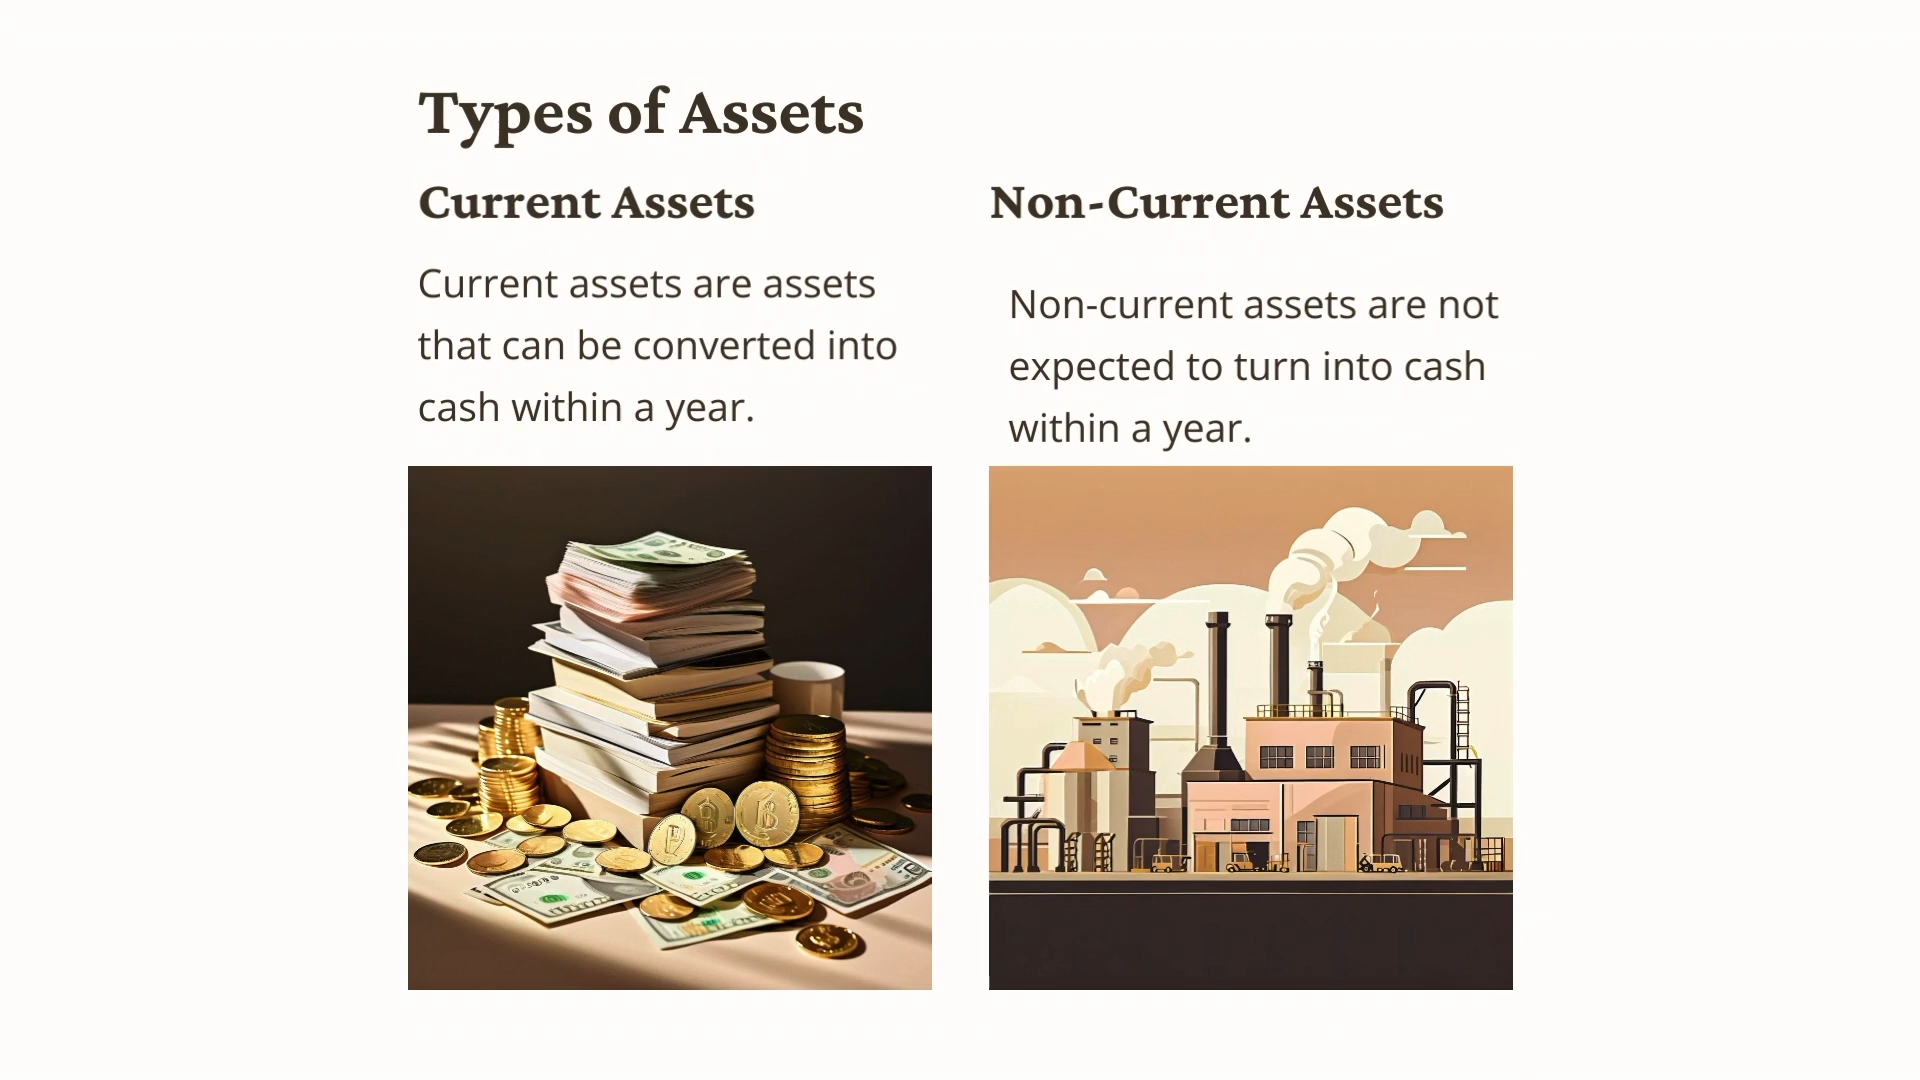 Types of Assets
Current Assets
Current assets are assets
that can be converted into
cash within a year.
Non-Current Assets
Non-current assets are not
expected to turn into cash
within a year.